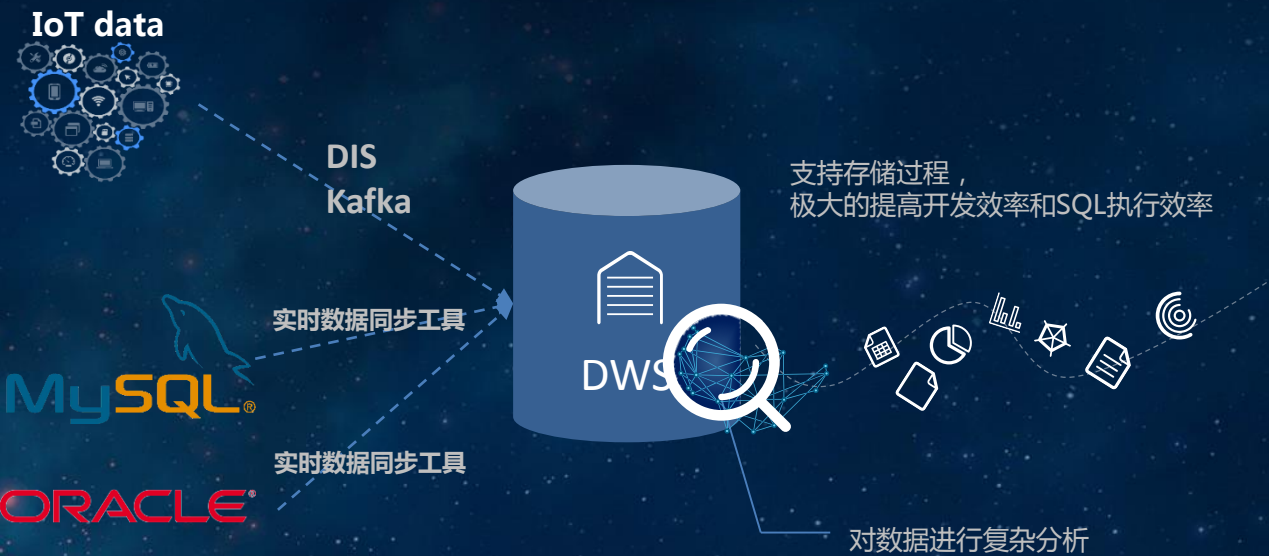 IoT data
DIS
Kafka
支持存储过程，
极大的提高开发效率和SQL执行效率
实时数据同步工具
MySQL®
DWS
实时数据同步工具
ORACLE®
对数据进行复杂分析